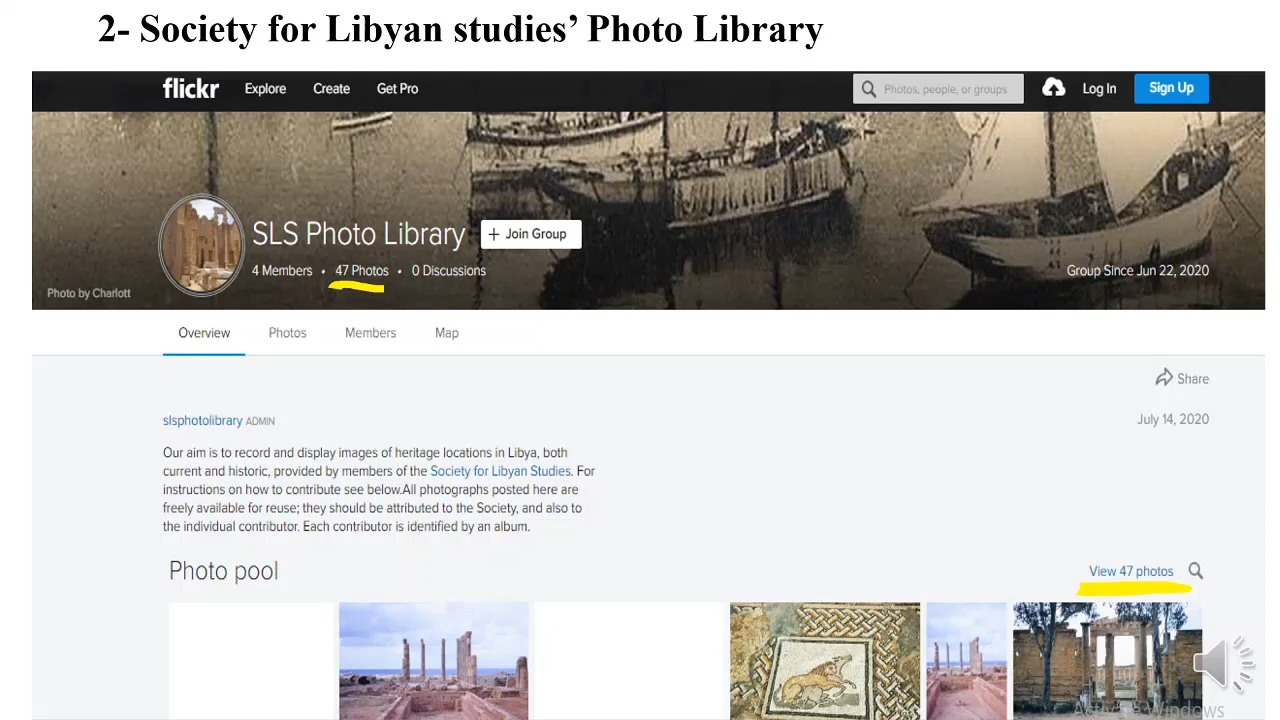 2- Society for Libyan studies’ Photo Library
flickr Explore Create Get Pro Photos, people, or groups Log In Sign Up
SLS Photo Library + Join Group
4 Members • 47 Photos • 0 Discussions Group Since Jun 22, 2020
Photo by Charlott
Overview Photos Members Map
Share
slsphotolibrary ADMIN July 14, 2020
Our aim is to record and display images of heritage locations in Libya, both
current and historic, provided by members of the Society for Libyan Studies. For
instructions on how to contribute see below.All photographs posted here are
freely available for reuse; they should be attributed to the Society, and also to
the individual contributor. Each contributor is identified by an album.
Photo pool View 47 photos
Activate Windows